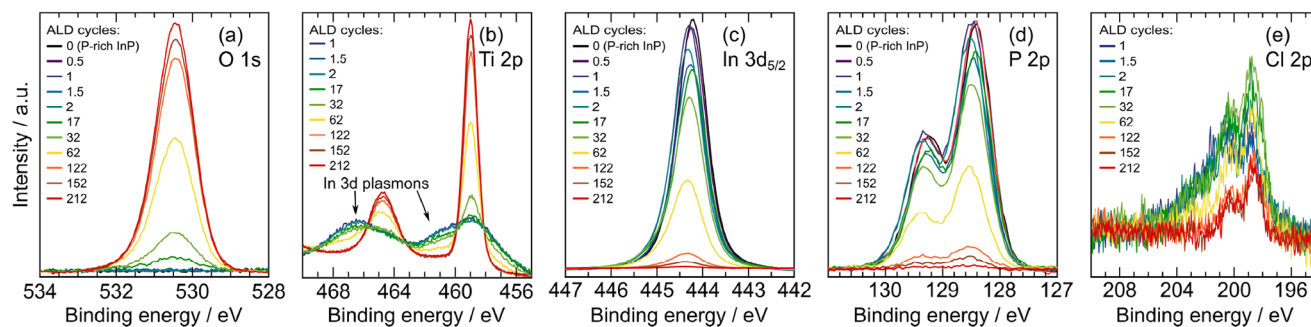 Intensity / a.u.
ALD cycles:
0 (P-rich InP)
0.5
1
1.5
2
17
32
62
122
152
212
(a)
O 1s
534 532 530 528
Binding energy / eV
ALD cycles:
1
1.5
2
17
32
62
122
152
212
(b)
Ti 2p
In 3d plasmons
468 464 460 456
Binding energy / eV
ALD cycles:
0 (P-rich InP)
0.5
1
1.5
2
17
32
62
122
152
212
(c)
In 3d5/2
447 446 445 444 443 442
Binding energy / eV
ALD cycles:
0 (P-rich InP)
0.5
1
1.5
2
17
32
62
122
152
212
(d)
P 2p
130 129 128 127
Binding energy / eV
ALD cycles:
1
1.5
2
17
32
62
122
152
212
(e)
Cl 2p
208 204 200 196
Binding energy / eV